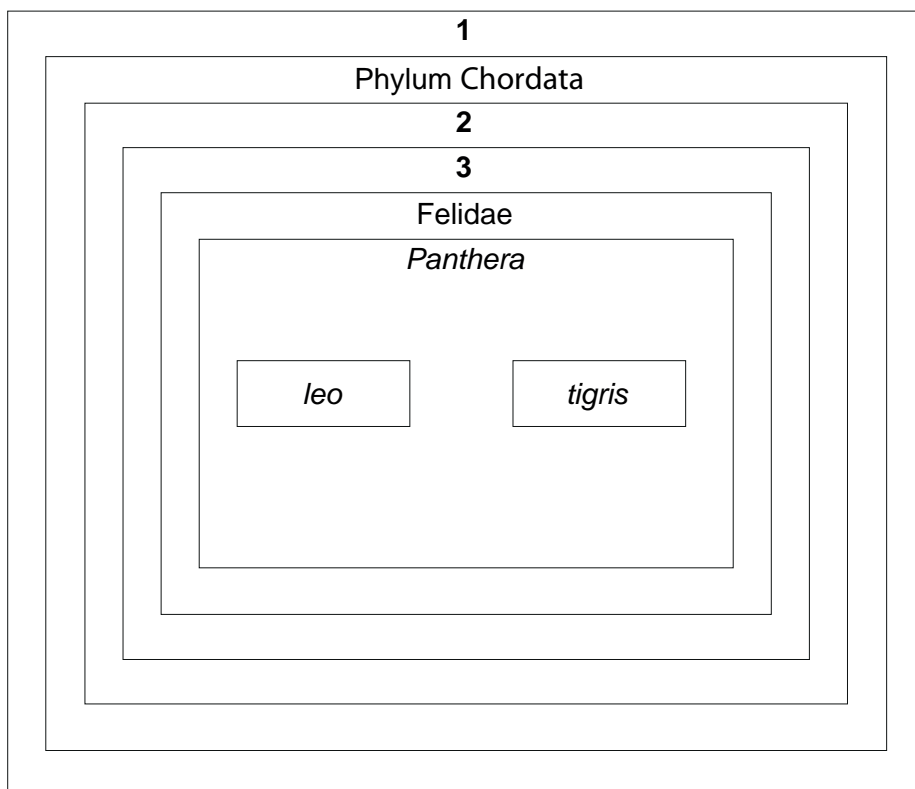 1
Phylum Chordata
2
3
Felidae
Panthera
leo
tigris